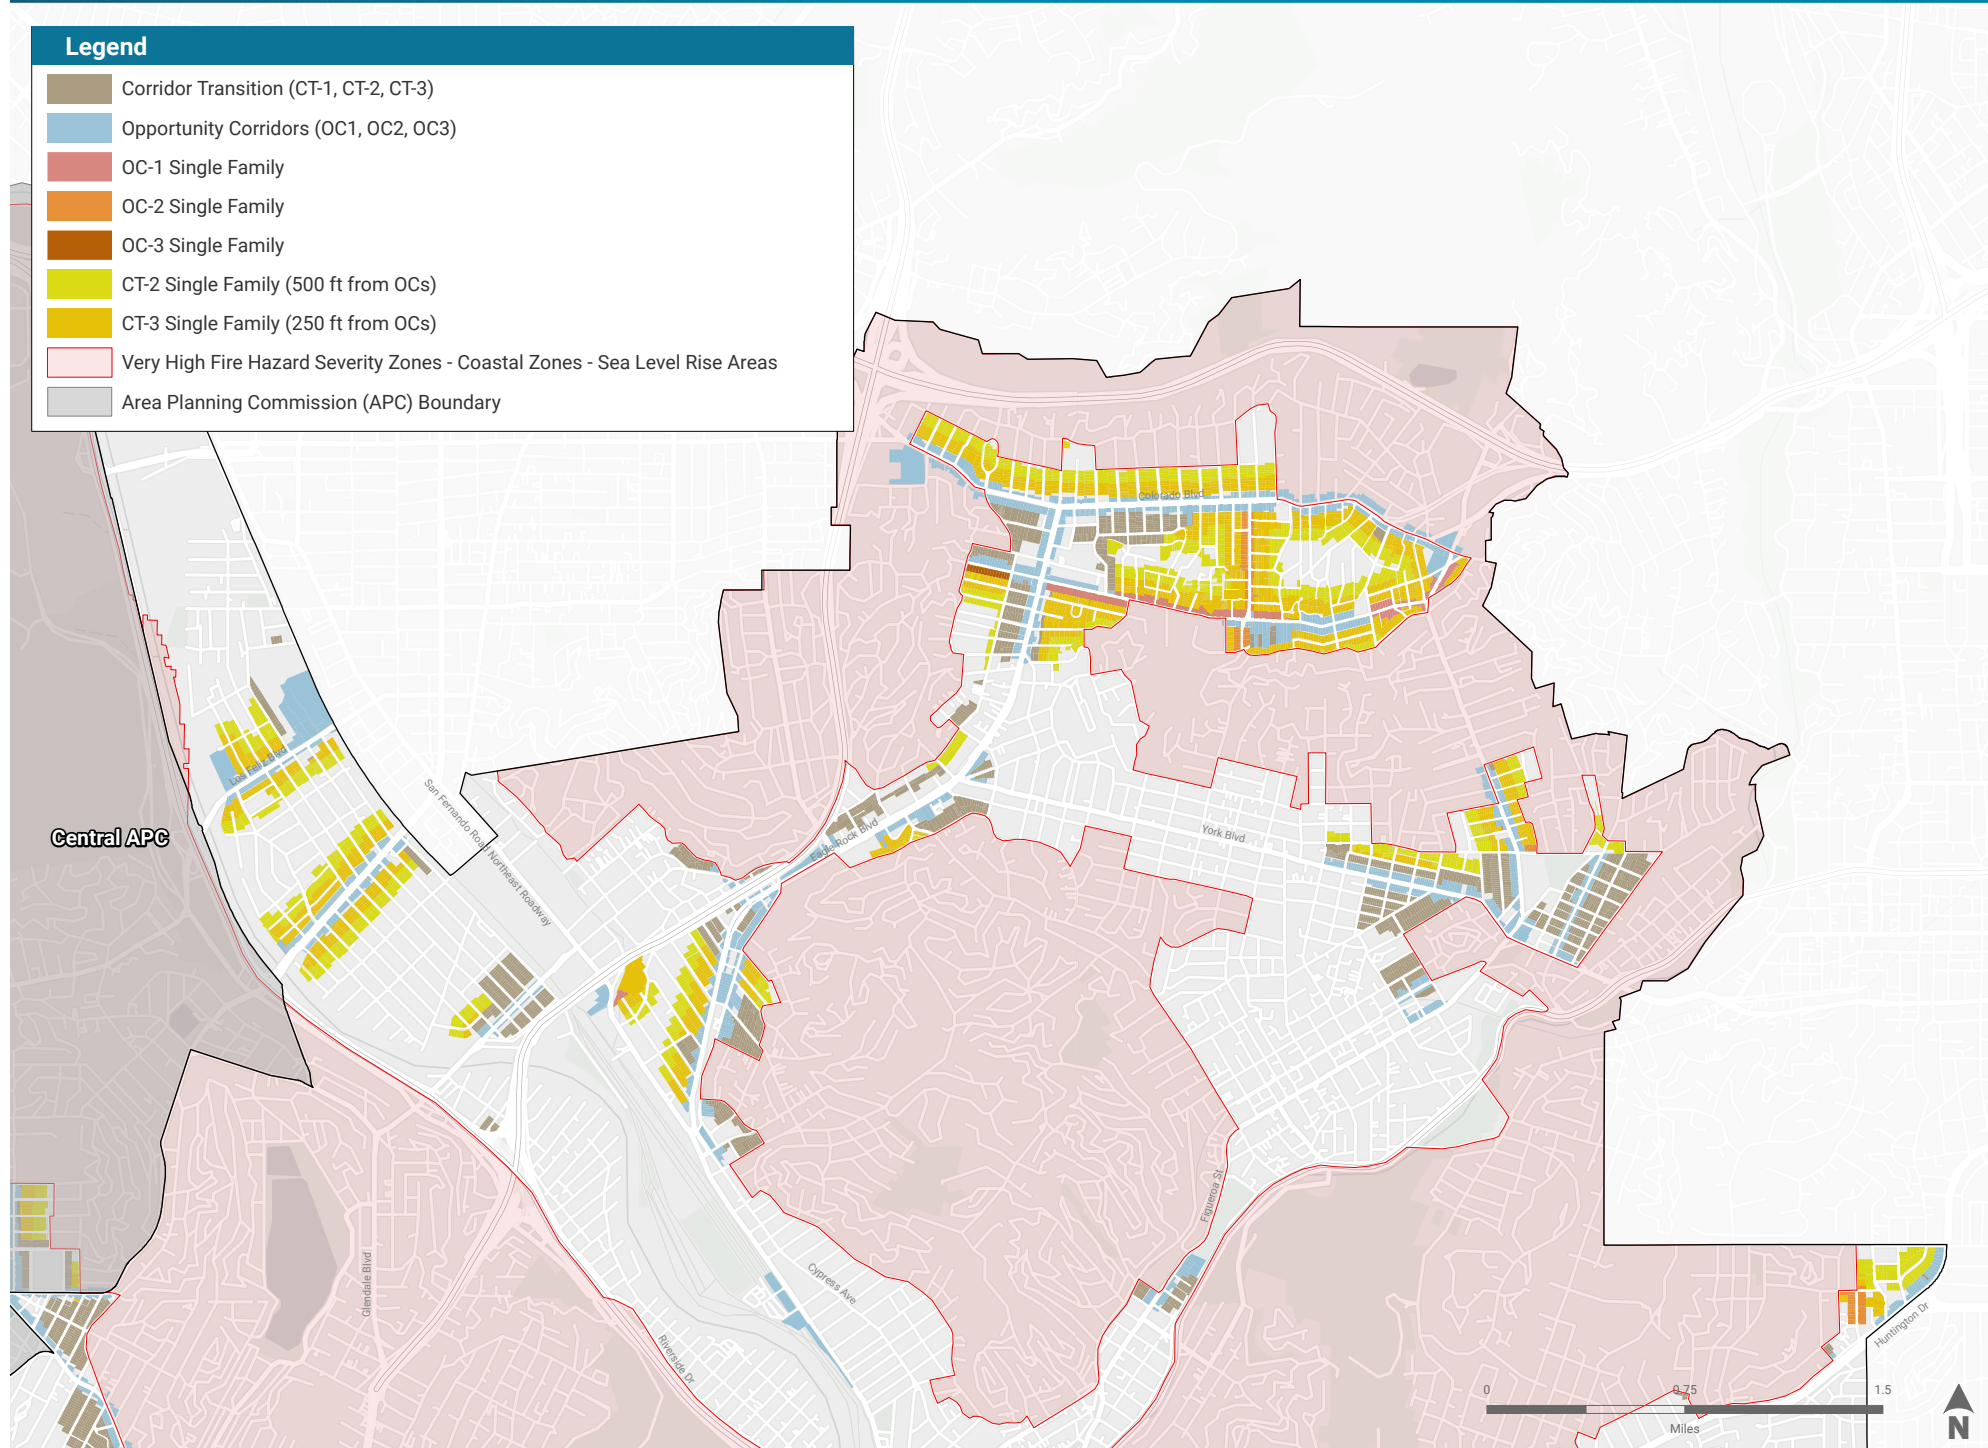 Legend
Corridor Transition (CT-1, CT-2, CT-3)
Opportunity Corridors (OC1, OC2, OC3)
OC-1 Single Family
OC-2 Single Family
OC-3 Single Family
CT-2 Single Family (500 ft from OCs)
CT-3 Single Family (250 ft from OCs)
Very High Fire Hazard Severity Zones - Coastal Zones - Sea Level Rise Areas
Area Planning Commission (APC) Boundary
Colorado Blvd
Los Feliz Blvd
San Fernando Road Northeast Roadway
Central APC
Eagle Rock Blvd
York Blvd
Figueroa St
Glendale Blvd
Cypress Ave
Riverside Dr
Huntington Dr
0 0.75 1.5
Miles
N